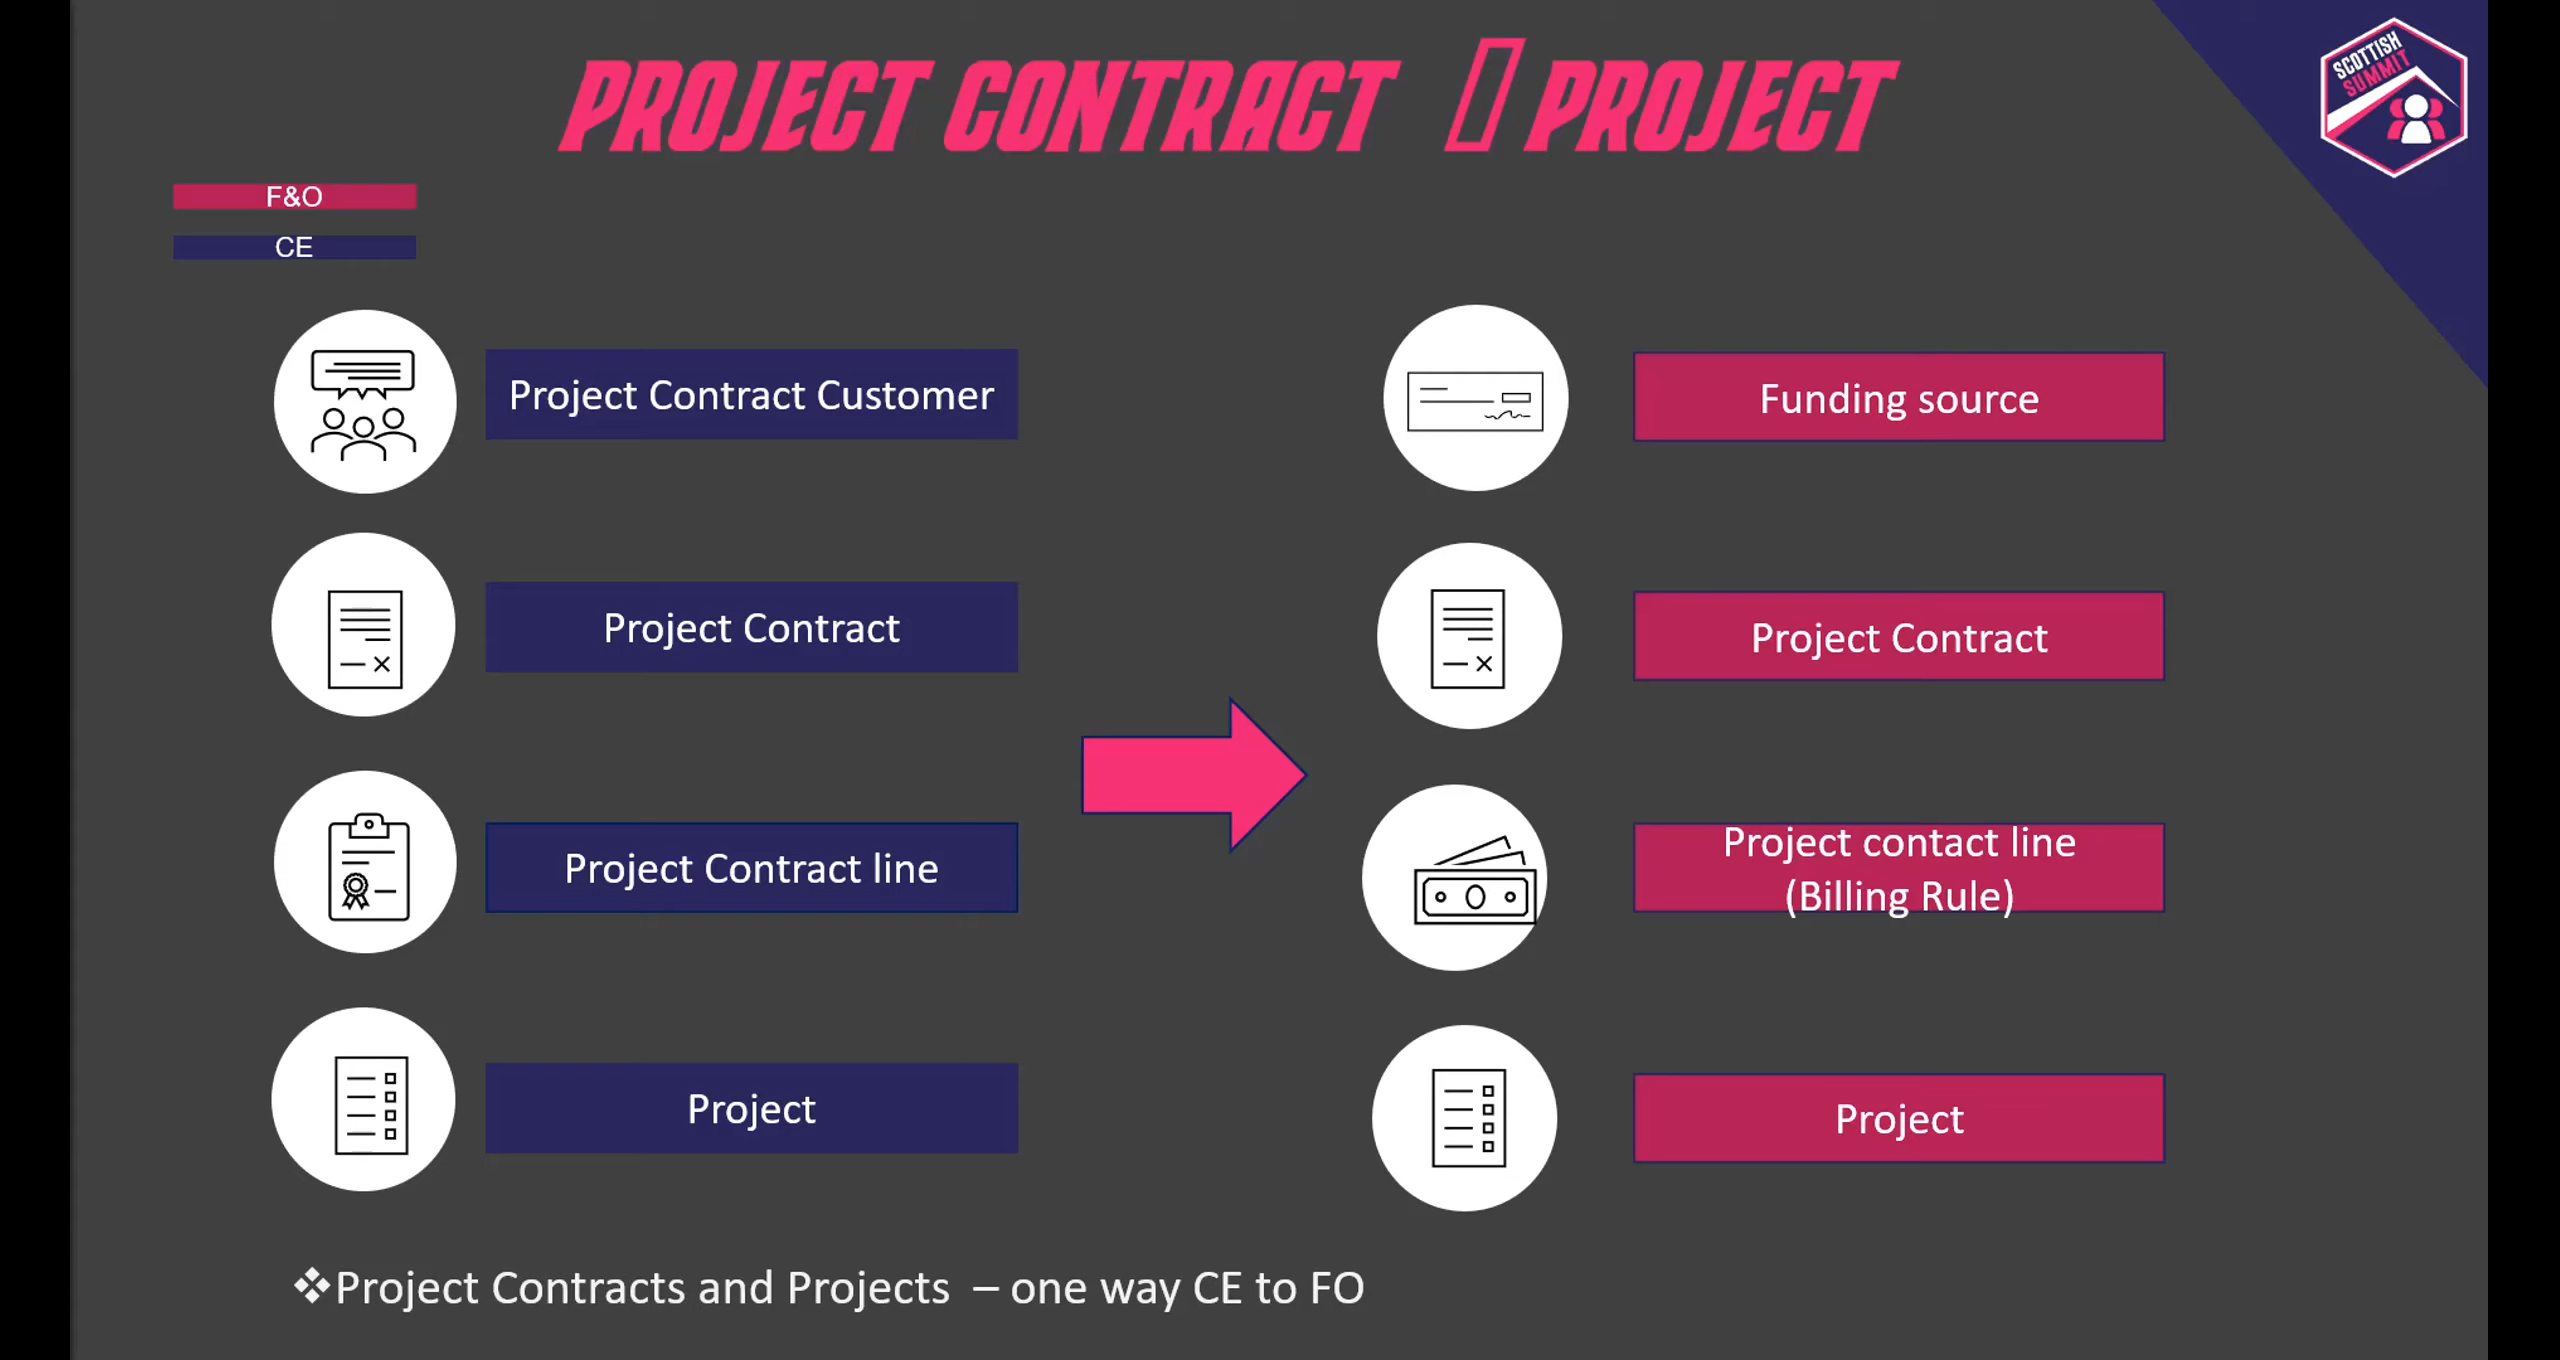 PROJECT CONTRACT PROJECT
SCOTTISH
SUMMIT
F&O
CE
Project Contract Customer
Funding source
Project Contract
Project Contract
Project Contract line
Project contact line
(Billing Rule)
Project
Project
❖Project Contracts and Projects – one way CE to FO